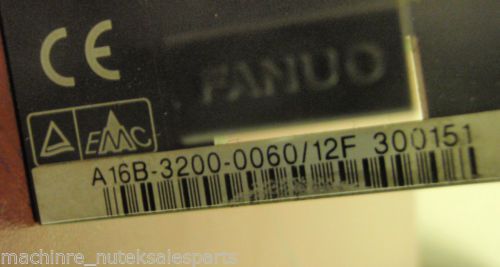 CE
FANUC
EMC
A16B-3200-0060/12F 300151
machinre_nuteksalesparts